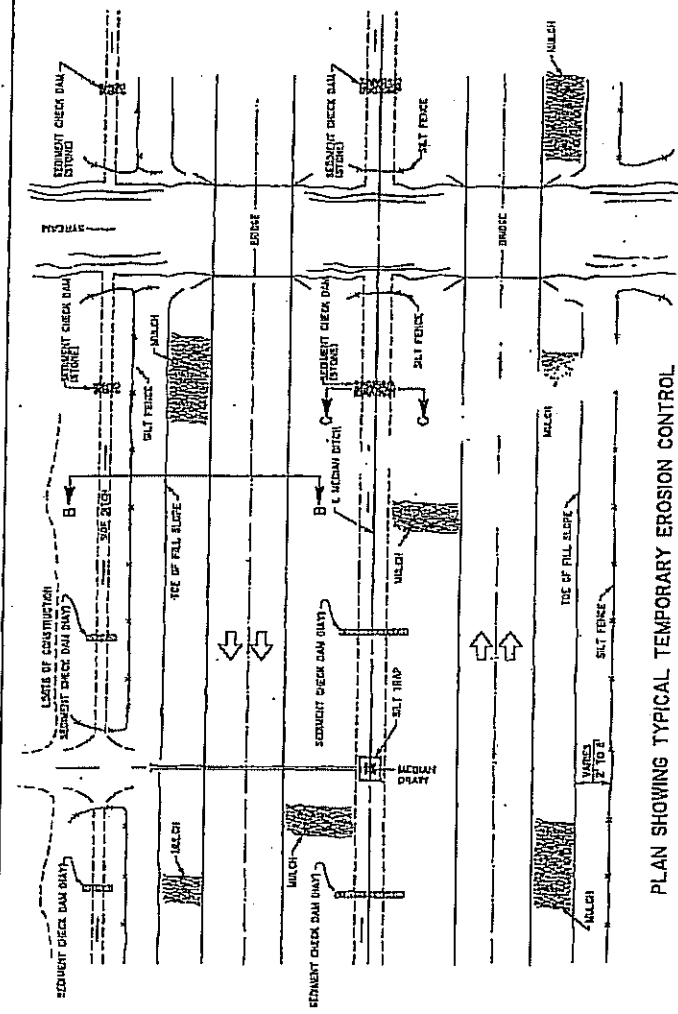 SEDIMENT CHECK DAM (HAY)
LIMITS OF CONSTRUCTION
SEDIMENT CHECK DAM (HAY)
SIDE DITCH
SEDIMENT CHECK DAM
(STONE)
STREAM
SEDIMENT CHECK DAM
(STONE)
B
SILT FENCE
MULCH
TOE OF FILL SLOPE
MULCH
BRIDGE
MULCH
SEDIMENT CHECK DAM (HAY)
SEDIMENT CHECK DAM (HAY)
B
SEDIMENT CHECK DAM
(STONE)
SEDIMENT CHECK DAM
(STONE)
C
C
SILT FENCE
SILT FENCE
MEDIAN DITCH
SILT TRAP
MEDIAN
MULCH
BRIDGE
MULCH
MULCH
MULCH
TOE OF FILL SLOPE
VARIES
2' TO 8'
SILT FENCE
PLAN SHOWING TYPICAL TEMPORARY EROSION CONTROL